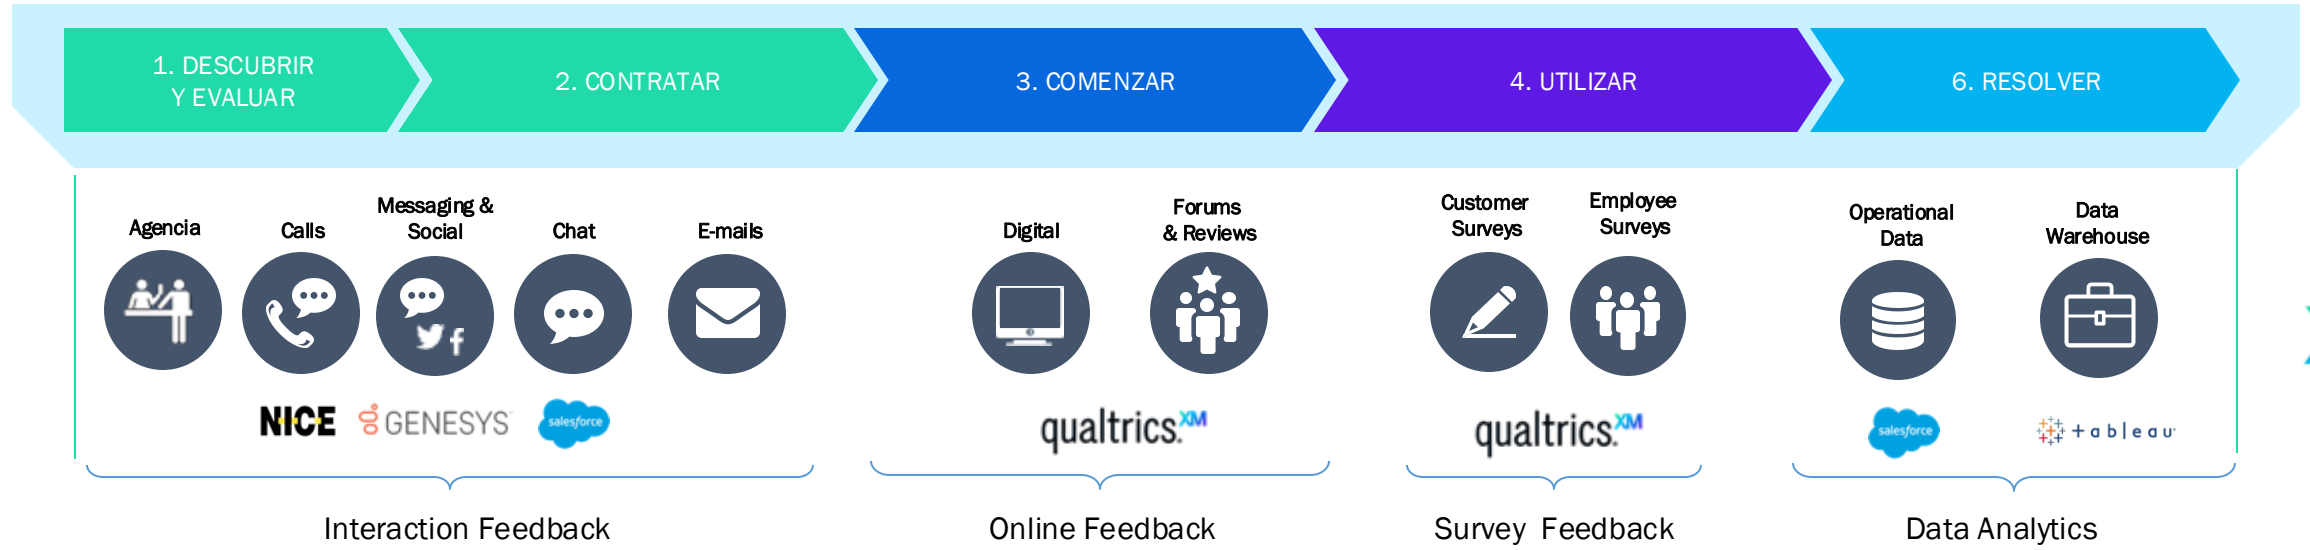 1. DESCUBRIR
Y EVALUAR
2. CONTRATAR
3. COMENZAR
4. UTILIZAR
6. RESOLVER
Agencia
Calls
Messaging &
Social
Chat
E-mails
Digital
Forums
& Reviews
Customer
Surveys
Employee
Surveys
Operational
Data
Data
Warehouse
NICE
GENESYS
salesforce
qualtrics.XM
qualtrics.XM
salesforce
+ableau
Interaction Feedback
Online Feedback
Survey Feedback
Data Analytics